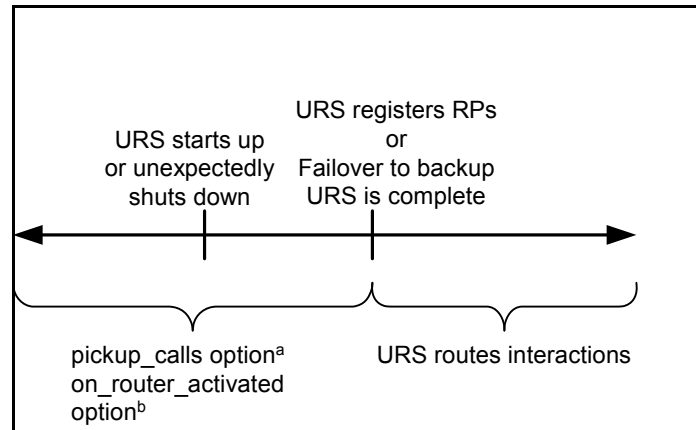 URS starts up
or unexpectedly
shuts down
URS registers RPs
or
Failover to backup
URS is complete
pickup_calls optionᵃ
on_router_activated
optionᵇ
URS routes interactions